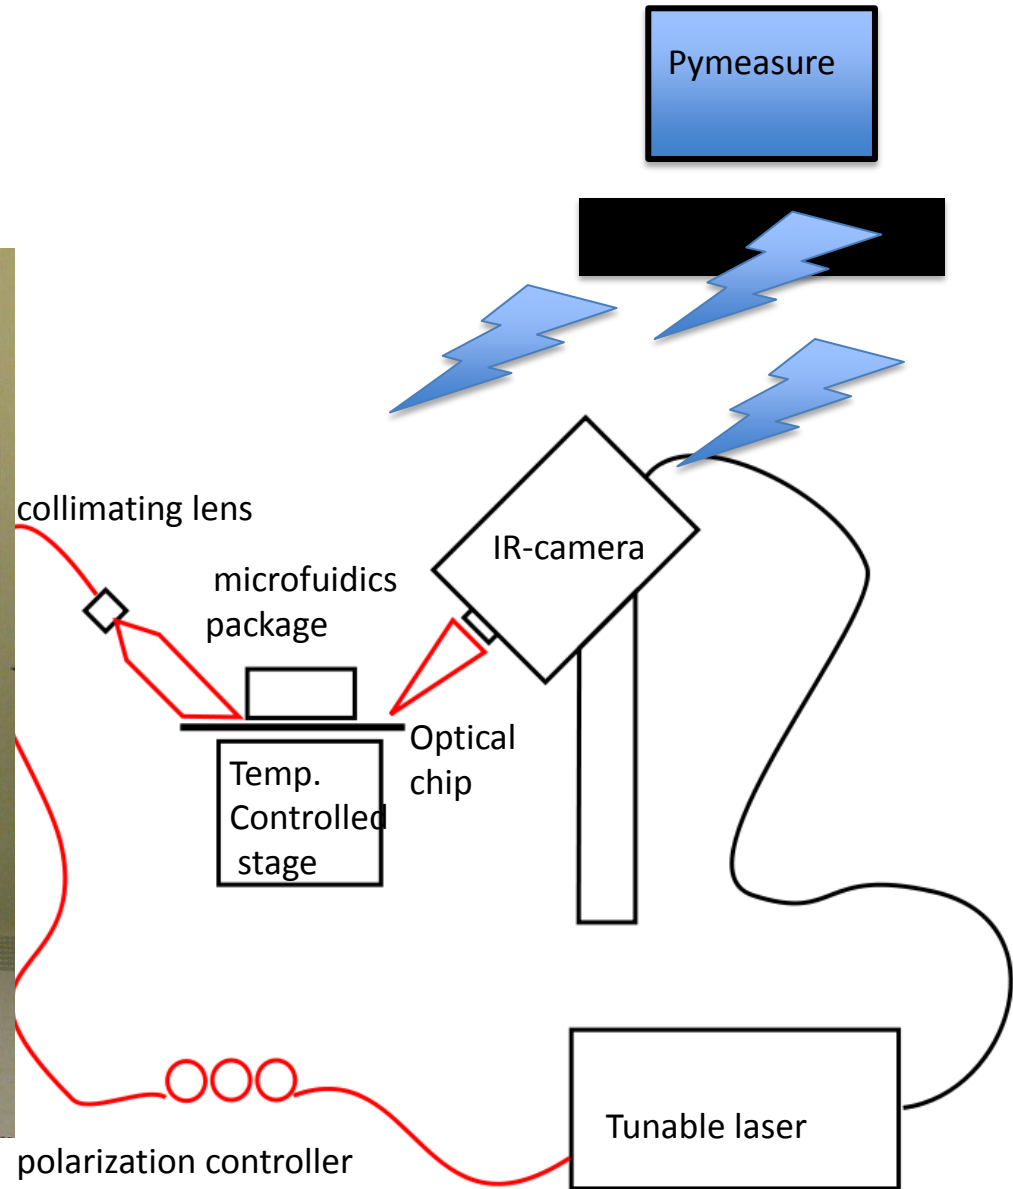 Pymeasure
collimating lens
IR-camera
microfuidics
package
Optical
chip
Temp.
Controlled
stage
Tunable laser
polarization controller